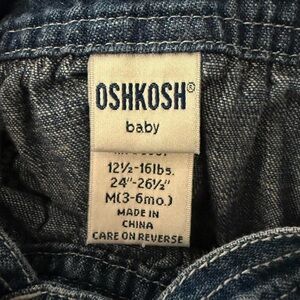 OSHKOSH®
baby
12½-16lbs.
24"-26½"
M(3-6mo.)
MADE IN
CHINA
CARE ON REVERSE